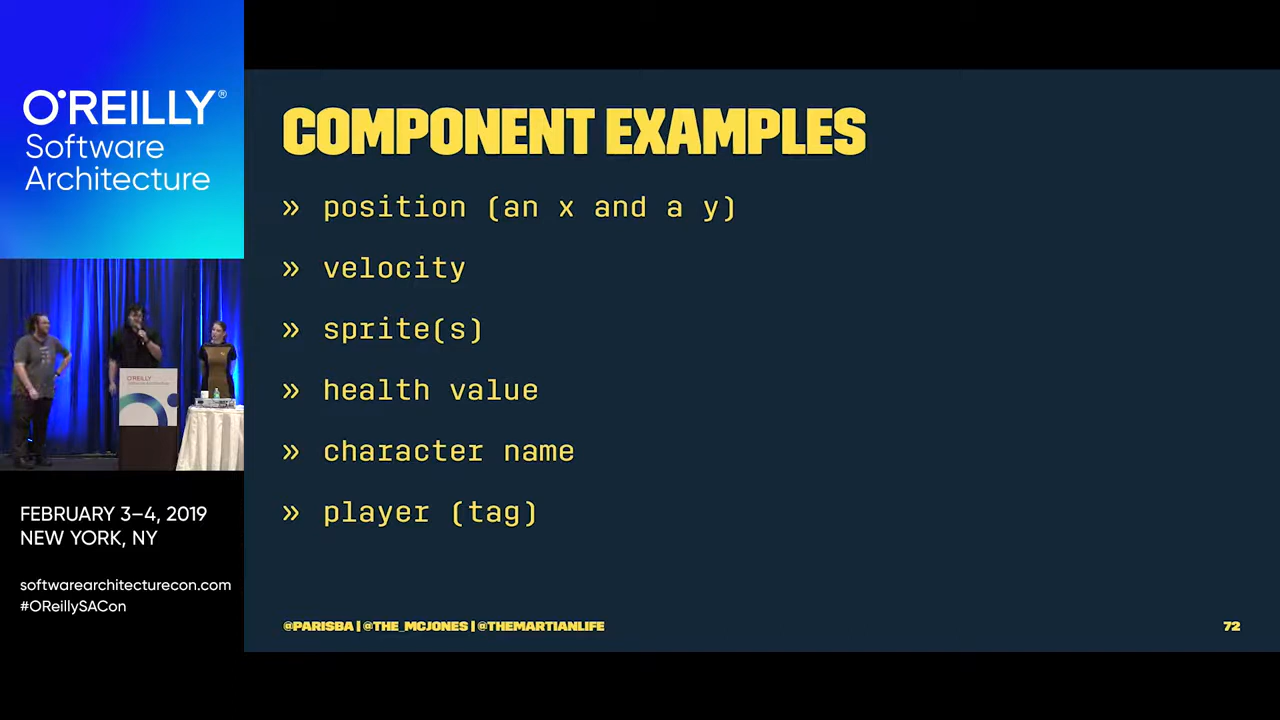 O'REILLY®
Software
Architecture
COMPONENT EXAMPLES
» position (an x and a y)
» velocity
» sprite(s)
» health value
» character name
» player (tag)
O'REILLY
FEBRUARY 3–4, 2019
NEW YORK, NY
softwarearchitecturecon.com
#OReillySACon
@PARISBA | @THE_MCJONES | @THEMARTIANLIFE
72